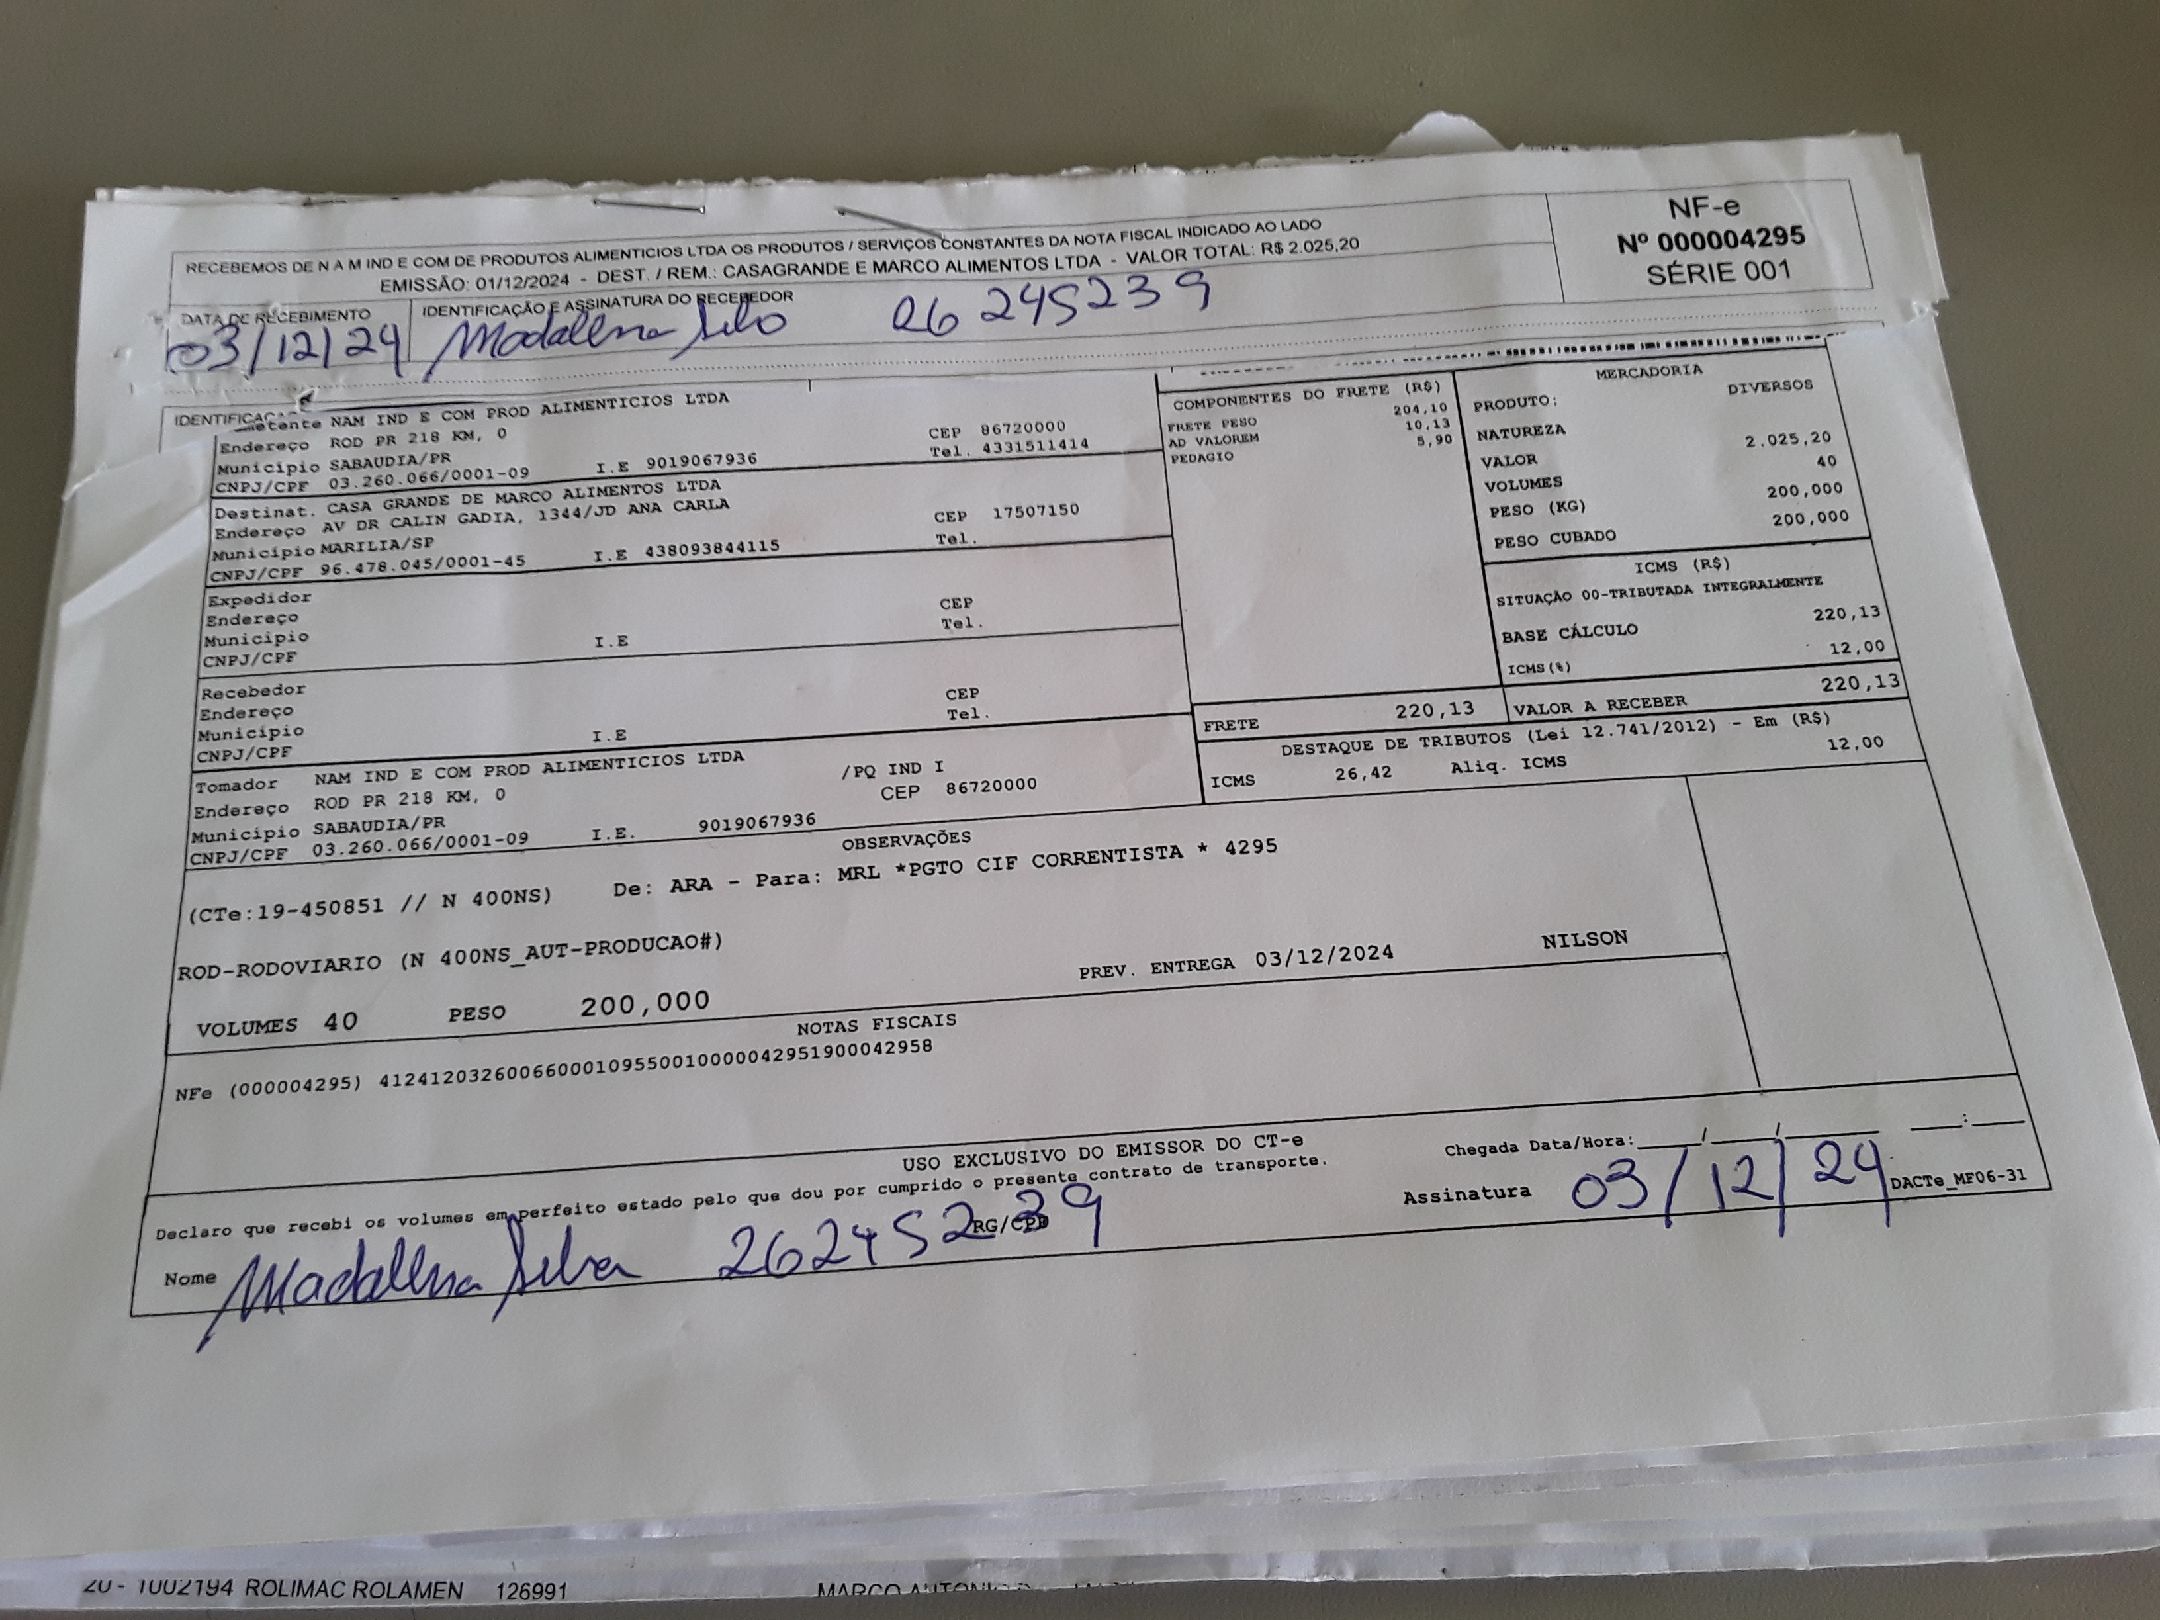 RECEBEMOS DE N A M IND E COM DE PRODUTOS ALIMENTICIOS LTDA OS PRODUTOS / SERVIÇOS CONSTANTES DA NOTA FISCAL INDICADO AO LADO
EMISSÃO: 01/12/2024 - DEST. / REM.: CASAGRANDE E MARCO ALIMENTOS LTDA - VALOR TOTAL: R$ 2.025,20
NF-e
Nº 000004295
SÉRIE 001
DATA DE RECEBIMENTO
IDENTIFICAÇÃO E ASSINATURA DO RECEBEDOR
03/12/24 Madallena Silva 26245239
NAM IND E COM PROD ALIMENTICIOS LTDA
Endereço ROD PR 218 KM, 0 CEP 86720000
Município SABAUDIA/PR Tel. 4331511414
CNPJ/CPF 03.260.066/0001-09 I.E 9019067936
Destinat. CASA GRANDE DE MARCO ALIMENTOS LTDA
Endereço AV DR CALIN GADIA, 1344/JD ANA CARLA CEP 17507150
Município MARILIA/SP Tel.
CNPJ/CPF 96.478.045/0001-45 I.E 438093844115
Expedidor
Endereço CEP
Município Tel.
CNPJ/CPF I.E
Recebedor
Endereço CEP
Município Tel.
CNPJ/CPF I.E
Tomador NAM IND E COM PROD ALIMENTICIOS LTDA
Endereço ROD PR 218 KM, 0 /PQ IND I
Município SABAUDIA/PR CEP 86720000
CNPJ/CPF 03.260.066/0001-09 I.E. 9019067936
COMPONENTES DO FRETE (R$)
FRETE PESO 204,10
AD VALOREM 10,13
PEDAGIO 5,90
MERCADORIA
PRODUTO: DIVERSOS
NATUREZA
VALOR 2.025,20
VOLUMES 40
PESO (KG) 200,000
PESO CUBADO 200,000
ICMS (R$)
SITUAÇÃO 00-TRIBUTADA INTEGRALMENTE
BASE CÁLCULO 220,13
ICMS(%) 12,00
FRETE 220,13 VALOR A RECEBER 220,13
DESTAQUE DE TRIBUTOS (Lei 12.741/2012) - Em (R$)
ICMS 26,42 Aliq. ICMS 12,00
OBSERVAÇÕES
(CTe:19-450851 // N 400NS) De: ARA - Para: MRL *PGTO CIF CORRENTISTA * 4295
ROD-RODOVIARIO (N 400NS_AUT-PRODUCAO#)
PREV. ENTREGA 03/12/2024 NILSON
VOLUMES 40 PESO 200,000
NOTAS FISCAIS
NFe (000004295) 41241203260066000109550010000042951900042958
USO EXCLUSIVO DO EMISSOR DO CT-e
Declaro que recebi os volumes em perfeito estado pelo que dou por cumprido o presente contrato de transporte.
Chegada Data/Hora:____/____/______ ___:___
Nome Madallena Silva 26245239 RG/CPF
Assinatura 03/12/24
DACTe_MF06-31
20 - 1002194 ROLIMAC ROLAMEN 126991